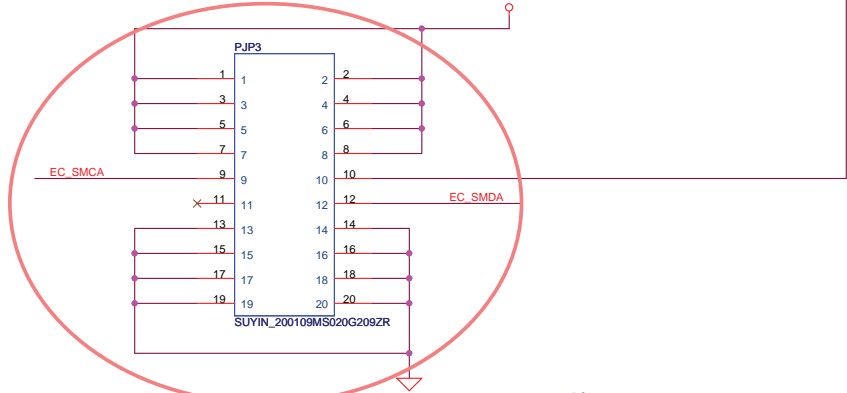 PJP3
1 1 2 2
3 3 4 4
5 5 6 6
7 7 8 8
EC_SMCA 9 9 10 10
11 11 12 12 EC_SMDA
13 13 14 14
15 15 16 16
17 17 18 18
19 19 20 20
SUYIN_200109MS020G209ZR